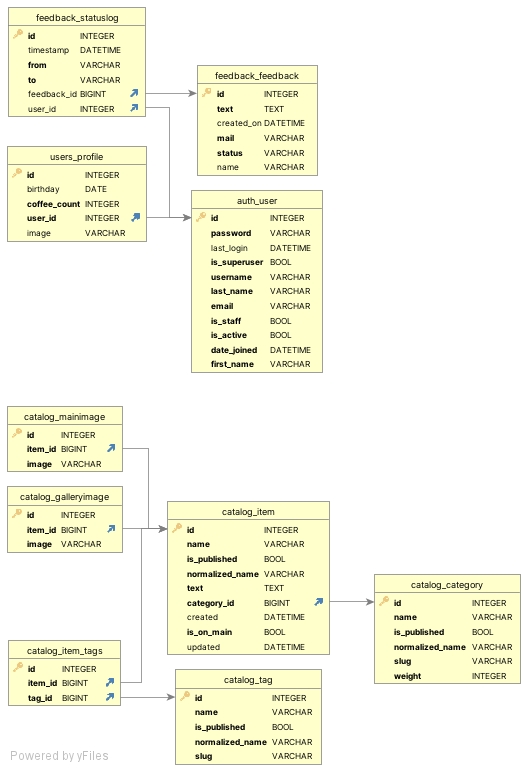 feedback_statuslog
id INTEGER
timestamp DATETIME
from VARCHAR
to VARCHAR
feedback_id BIGINT
user_id INTEGER
feedback_feedback
id INTEGER
text TEXT
created_on DATETIME
mail VARCHAR
status VARCHAR
name VARCHAR
users_profile
id INTEGER
birthday DATE
coffee_count INTEGER
user_id INTEGER
image VARCHAR
auth_user
id INTEGER
password VARCHAR
last_login DATETIME
is_superuser BOOL
username VARCHAR
last_name VARCHAR
email VARCHAR
is_staff BOOL
is_active BOOL
date_joined DATETIME
first_name VARCHAR
catalog_mainimage
id INTEGER
item_id BIGINT
image VARCHAR
catalog_galleryimage
id INTEGER
item_id BIGINT
image VARCHAR
catalog_item
id INTEGER
name VARCHAR
is_published BOOL
normalized_name VARCHAR
text TEXT
category_id BIGINT
created DATETIME
is_on_main BOOL
updated DATETIME
catalog_category
id INTEGER
name VARCHAR
is_published BOOL
normalized_name VARCHAR
slug VARCHAR
weight INTEGER
catalog_item_tags
id INTEGER
item_id BIGINT
tag_id BIGINT
catalog_tag
id INTEGER
name VARCHAR
is_published BOOL
normalized_name VARCHAR
slug VARCHAR
Powered by yFiles